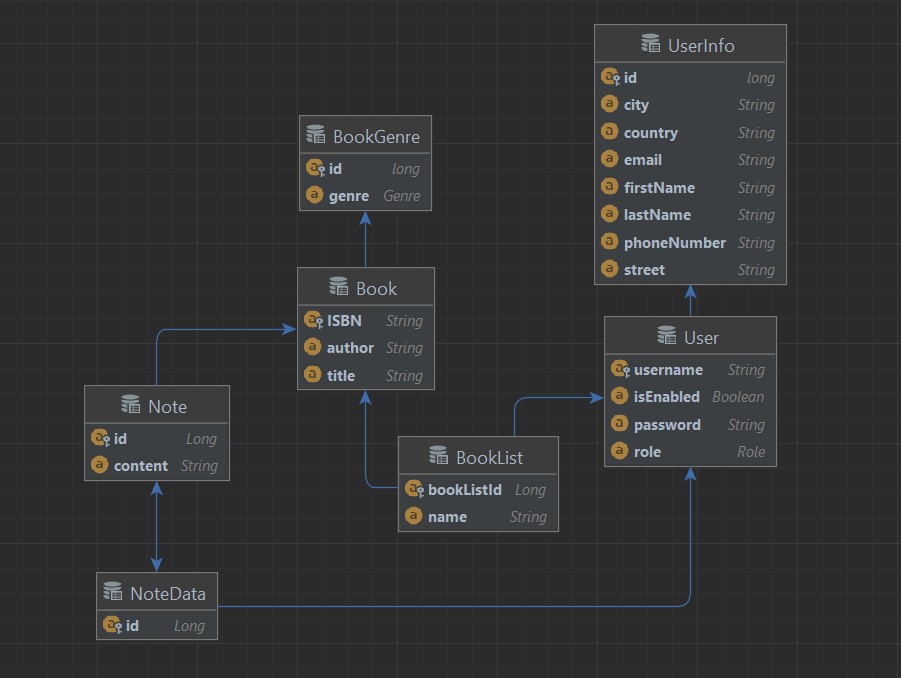 UserInfo
id long
city String
country String
email String
firstName String
lastName String
phoneNumber String
street String
BookGenre
id long
genre Genre
Book
ISBN String
author String
title String
User
username String
isEnabled Boolean
password String
role Role
Note
id Long
content String
BookList
bookListId Long
name String
NoteData
id Long